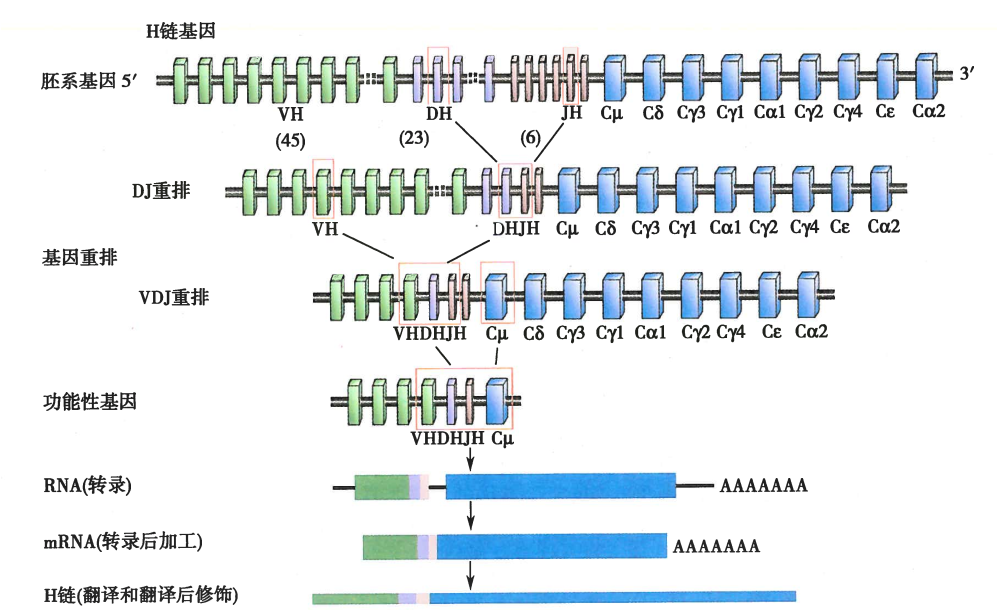 H链基因
胚系基因 5′ 3′
VH DH JH Cμ Cδ Cγ3 Cγ1 Cα1 Cγ2 Cγ4 Cε Cα2
(45) (23) (6)
DJ重排
VH DHJH Cμ Cδ Cγ3 Cγ1 Cα1 Cγ2 Cγ4 Cε Cα2
基因重排
VDJ重排
VHDHJH Cμ Cδ Cγ3 Cγ1 Cα1 Cγ2 Cγ4 Cε Cα2
功能性基因
VHDHJH Cμ
RNA(转录) AAAAAAA
mRNA(转录后加工) AAAAAAA
H链(翻译和翻译后修饰)